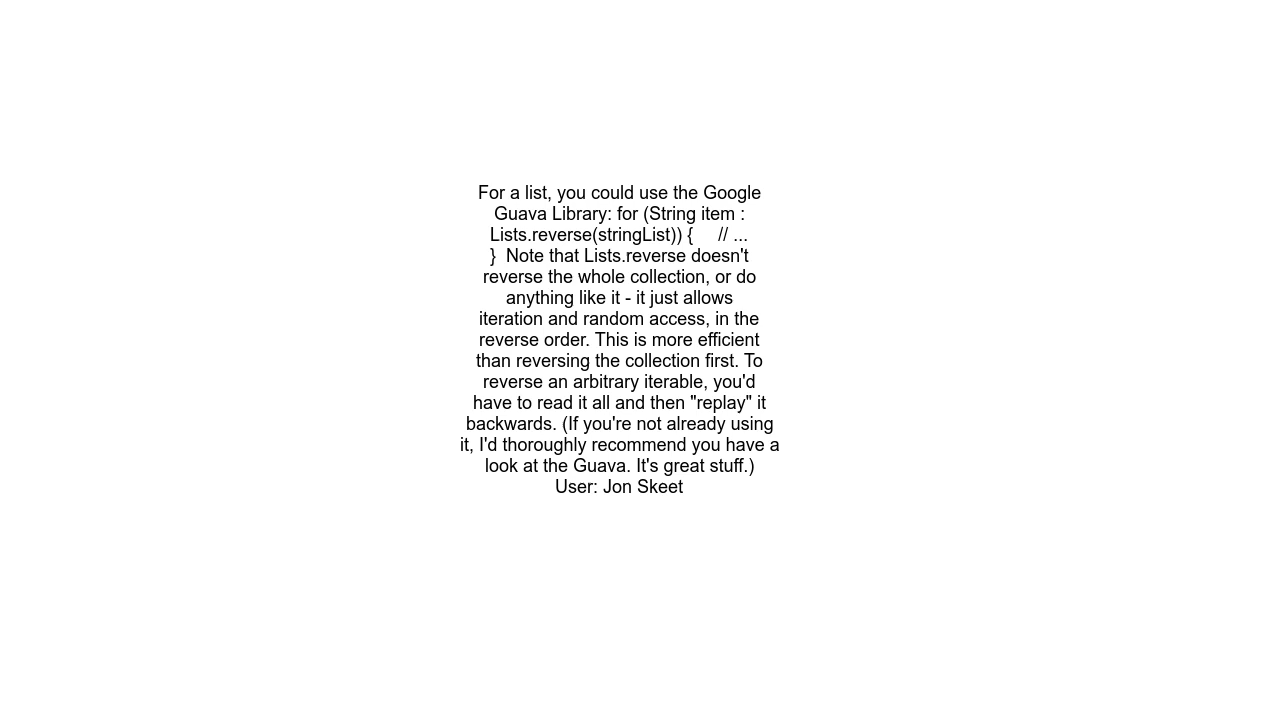 For a list, you could use the Google
Guava Library: for (String item :
Lists.reverse(stringList)) {     // ...
}  Note that Lists.reverse doesn't
reverse the whole collection, or do
anything like it - it just allows
iteration and random access, in the
reverse order. This is more efficient
than reversing the collection first. To
reverse an arbitrary iterable, you'd
have to read it all and then "replay" it
backwards. (If you're not already using
it, I'd thoroughly recommend you have a
look at the Guava. It's great stuff.)
User: Jon Skeet